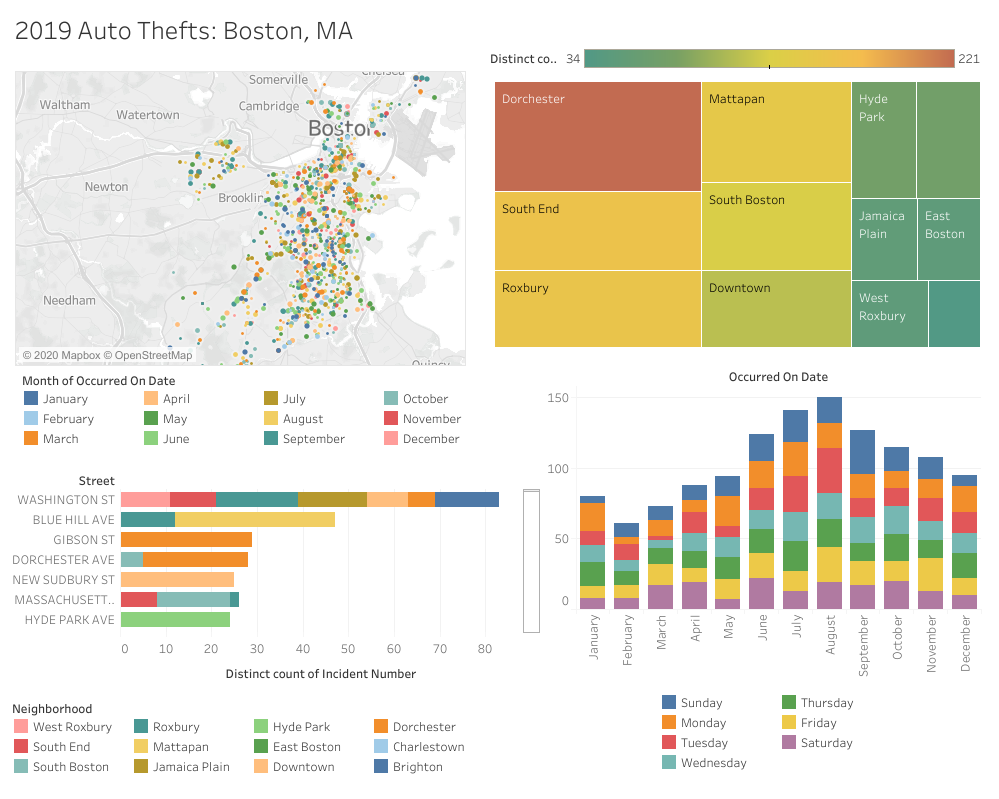 2019 Auto Thefts: Boston, MA
Distinct co.. 34 221
Somerville
Waltham
Watertown
Cambridge
Boston
Newton
Needham
© 2020 Mapbox © OpenStreetMap
Dorchester
South End
Roxbury
Mattapan
South Boston
Downtown
Hyde
Park
Jamaica
Plain
East
Boston
West
Roxbury
Month of Occurred On Date
January April July October
February May August November
March June September December
Street
WASHINGTON ST
BLUE HILL AVE
GIBSON ST
DORCHESTER AVE
NEW SUDBURY ST
MASSACHUSETT..
HYDE PARK AVE
0 10 20 30 40 50 60 70 80
Distinct count of Incident Number
Neighborhood
West Roxbury Roxbury Hyde Park Dorchester
South End Mattapan East Boston Charlestown
South Boston Jamaica Plain Downtown Brighton
Occurred On Date
150
100
50
0
January
February
March
April
May
June
July
August
September
October
November
December
Sunday Thursday
Monday Friday
Tuesday Saturday
Wednesday